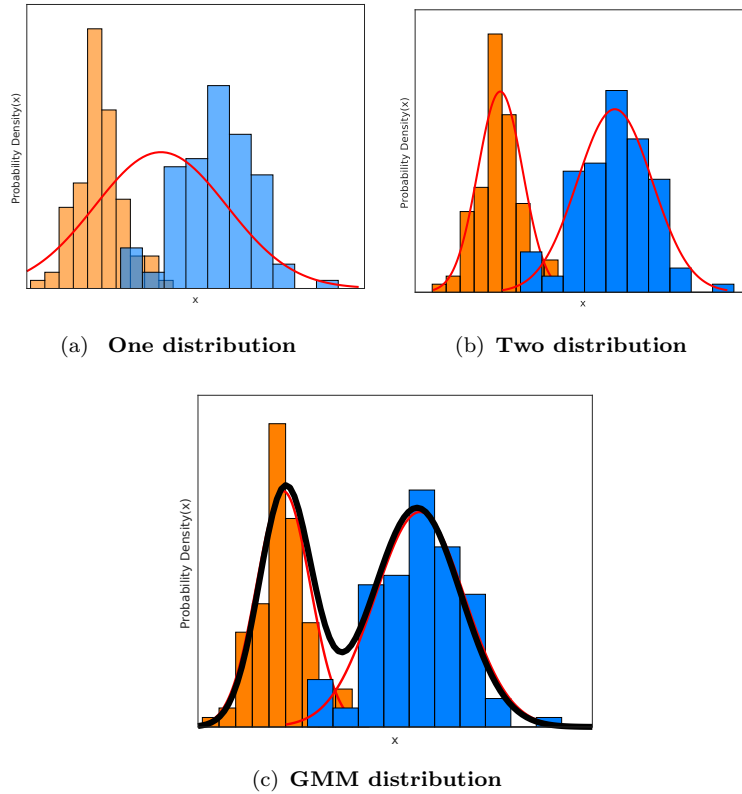 Probability Density(x)
x
(a) One distribution
Probability Density(x)
x
(b) Two distribution
Probability Density(x)
x
(c) GMM distribution